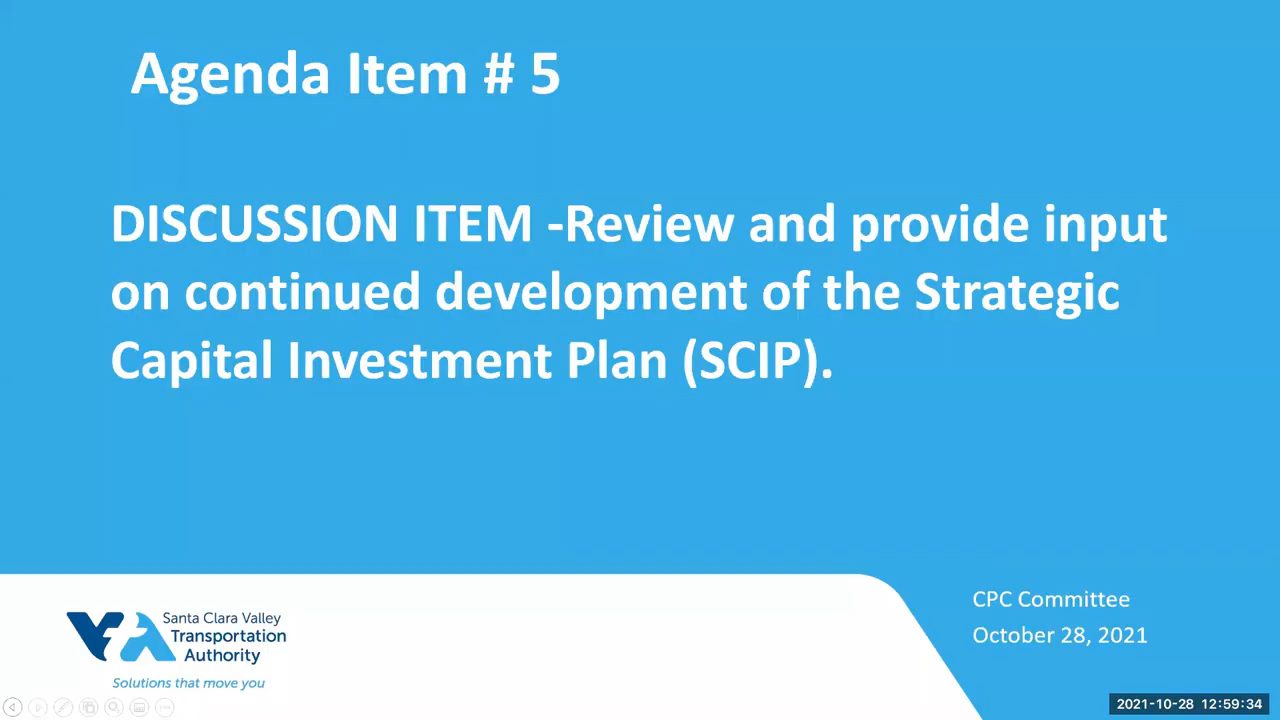 Agenda Item # 5
DISCUSSION ITEM -Review and provide input
on continued development of the Strategic
Capital Investment Plan (SCIP).
CPC Committee
October 28, 2021
VTA
Santa Clara Valley
Transportation
Authority
Solutions that move you
2021-10-28 12:59:34